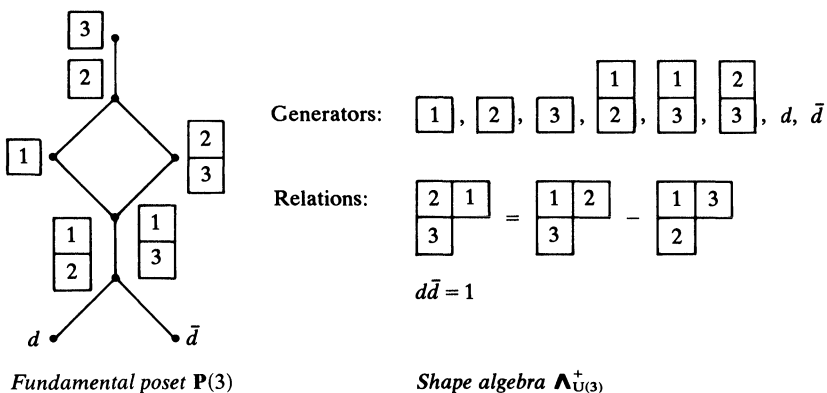 3
2
1
2
3
1
2
1
3
d
d̄
Fundamental poset P(3)
Generators: 1, 2, 3, 1 2, 1 3, 2 3, d, d̄
Relations: 2 1 3 = 1 2 3 − 1 3 2
dd̄ = 1
Shape algebra Λ⁺U(3)